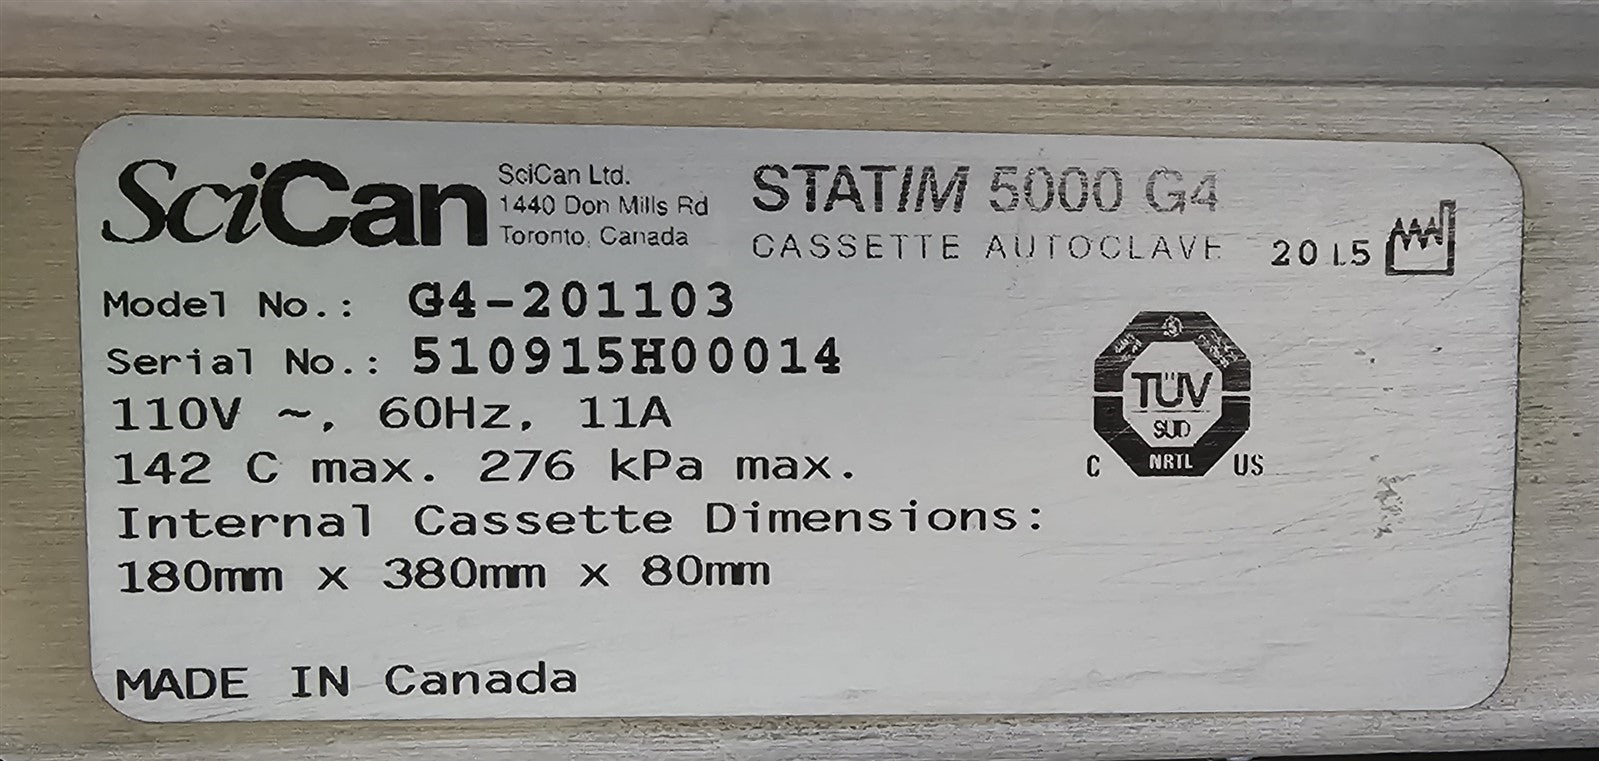 SciCan
SciCan Ltd.
1440 Don Mills Rd
Toronto, Canada
STATIM 5000 G4
CASSETTE AUTOCLAVE
2015
Model No.: G4-201103
Serial No.: 510915H00014
110V ~, 60Hz, 11A
142 C max. 276 kPa max.
Internal Cassette Dimensions:
180mm x 380mm x 80mm
MADE IN Canada
TÜV
SUD
C NRTL US